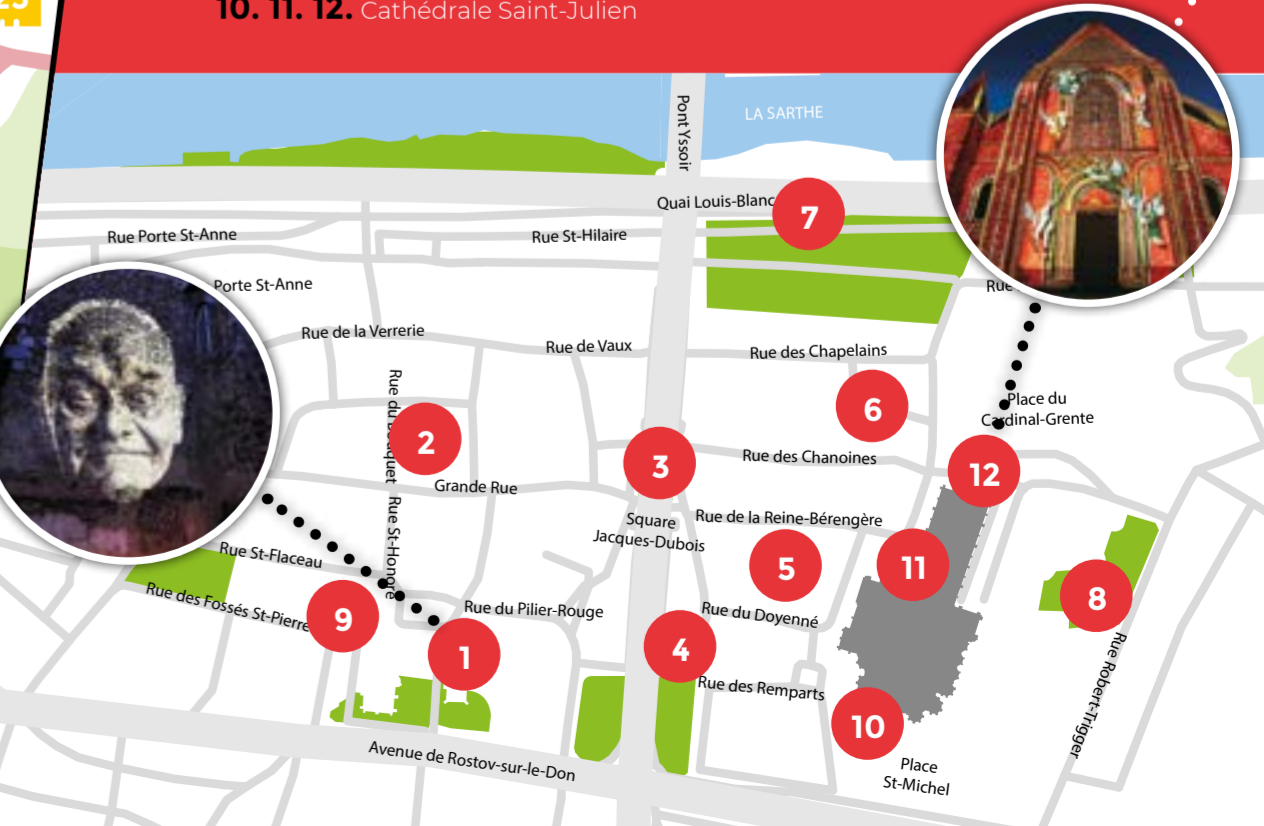 25
10. 11. 12. Cathédrale Saint-Julien
Pont Yssoir
LA SARTHE
Quai Louis-Blanc
7
Rue Porte St-Anne
Rue St-Hilaire
Porte St-Anne
Rue
Rue de la Verrerie
Rue de Vaux
Rue des Chapelains
Rue du
2
6
Place du
Cardinal-Grente
3
Rue des Chanoines
12
Grande Rue
Rue St-Honoré
Square
Jacques-Dubois
Rue de la Reine-Bérengère
Rue St-Flaceau
5
11
8
Rue des Fossés St-Pierre
9
Rue du Pilier-Rouge
Rue du Doyenné
1
4
Rue des Remparts
Rue Robert-Trigger
10
Avenue de Rostov-sur-le-Don
Place
St-Michel